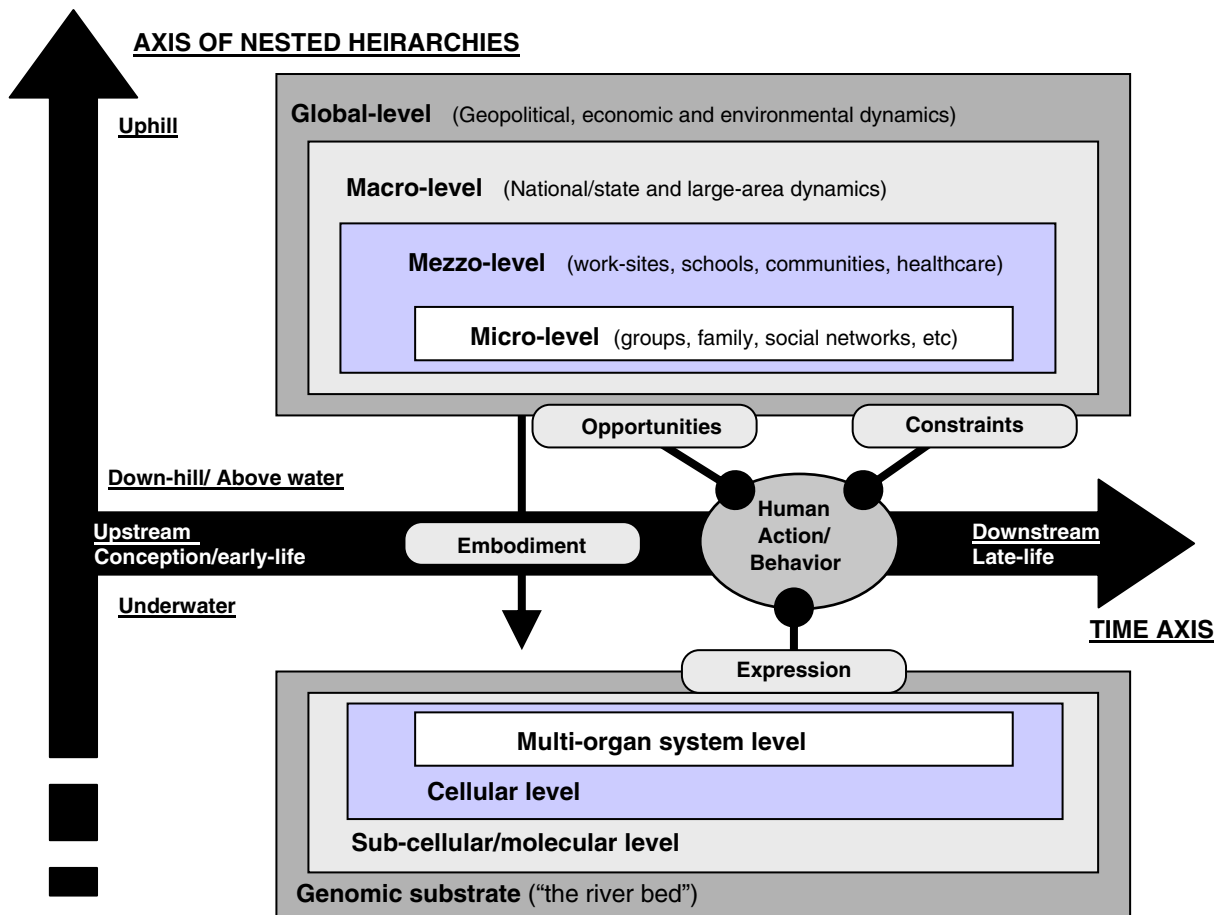 AXIS OF NESTED HEIRARCHIES
Uphill
Global-level (Geopolitical, economic and environmental dynamics)
Macro-level (National/state and large-area dynamics)
Mezzo-level (work-sites, schools, communities, healthcare)
Micro-level (groups, family, social networks, etc)
Opportunities
Constraints
Down-hill/ Above water
Upstream
Conception/early-life
Embodiment
Human
Action/
Behavior
Downstream
Late-life
Underwater
TIME AXIS
Expression
Multi-organ system level
Cellular level
Sub-cellular/molecular level
Genomic substrate (“the river bed”)